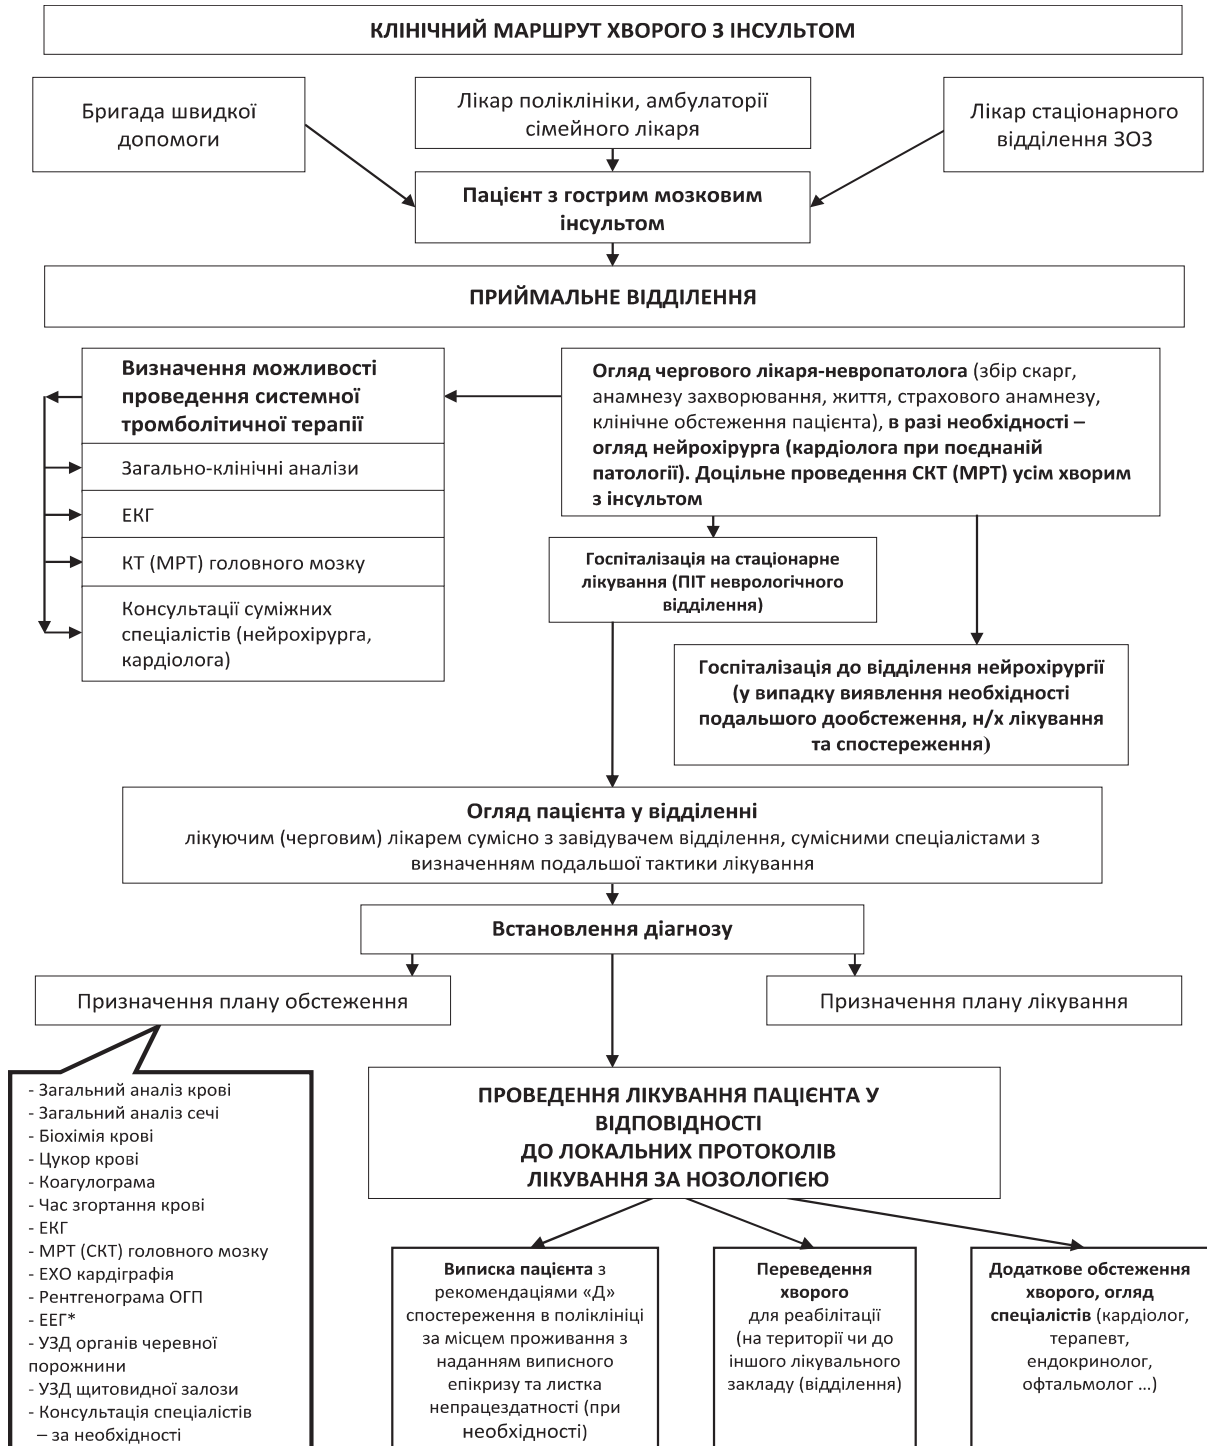 КЛІНІЧНИЙ МАРШРУТ ХВОРОГО З ІНСУЛЬТОМ
Бригада швидкої
допомоги
Лікар поліклініки, амбулаторії
сімейного лікаря
Лікар стаціонарного
відділення ЗОЗ
Пацієнт з гострим мозковим
інсультом
ПРИЙМАЛЬНЕ ВІДДІЛЕННЯ
Визначення можливості
проведення системної
тромболітичної терапії
Загально-клінічні аналізи
ЕКГ
КТ (МРТ) головного мозку
Консультації суміжних
спеціалістів (нейрохірурга,
кардіолога)
Огляд чергового лікаря-невропатолога (збір скарг,
анамнезу захворювання, життя, страхового анамнезу,
клінічне обстеження пацієнта), в разі необхідності –
огляд нейрохірурга (кардіолога при поєднаній
патології). Доцільне проведення СКТ (МРТ) усім хворим
з інсультом
Госпіталізація на стаціонарне
лікування (ПІТ неврологічного
відділення)
Госпіталізація до відділення нейрохірургії
(у випадку виявлення необхідності
подальшого дообстеження, н/х лікування
та спостереження)
Огляд пацієнта у відділенні
лікуючим (черговим) лікарем сумісно з завідувачем відділення, сумісними спеціалістами з
визначенням подальшої тактики лікування
Встановлення діагнозу
Призначення плану обстеження
Призначення плану лікування
- Загальний аналіз крові
- Загальний аналіз сечі
- Біохімія крові
- Цукор крові
- Коагулограма
- Час згортання крові
- ЕКГ
- МРТ (СКТ) головного мозку
- ЕХО кардіграфія
- Рентгенограма ОГП
- ЕЕГ*
- УЗД органів черевної
порожнини
- УЗД щитовидної залози
- Консультація спеціалістів
– за необхідності
ПРОВЕДЕННЯ ЛІКУВАННЯ ПАЦІЄНТА У
ВІДПОВІДНОСТІ
ДО ЛОКАЛЬНИХ ПРОТОКОЛІВ
ЛІКУВАННЯ ЗА НОЗОЛОГІЄЮ
Виписка пацієнта з
рекомендаціями «Д»
спостереження в поліклініці
за місцем проживання з
наданням виписного
епікризу та листка
непрацездатності (при
необхідності)
Переведення
хворого
для реабілітації
(на території чи до
іншого лікувального
закладу (відділення)
Додаткове обстеження
хворого, огляд
спеціалістів (кардіолог,
терапевт,
ендокринолог,
офтальмолог ...)